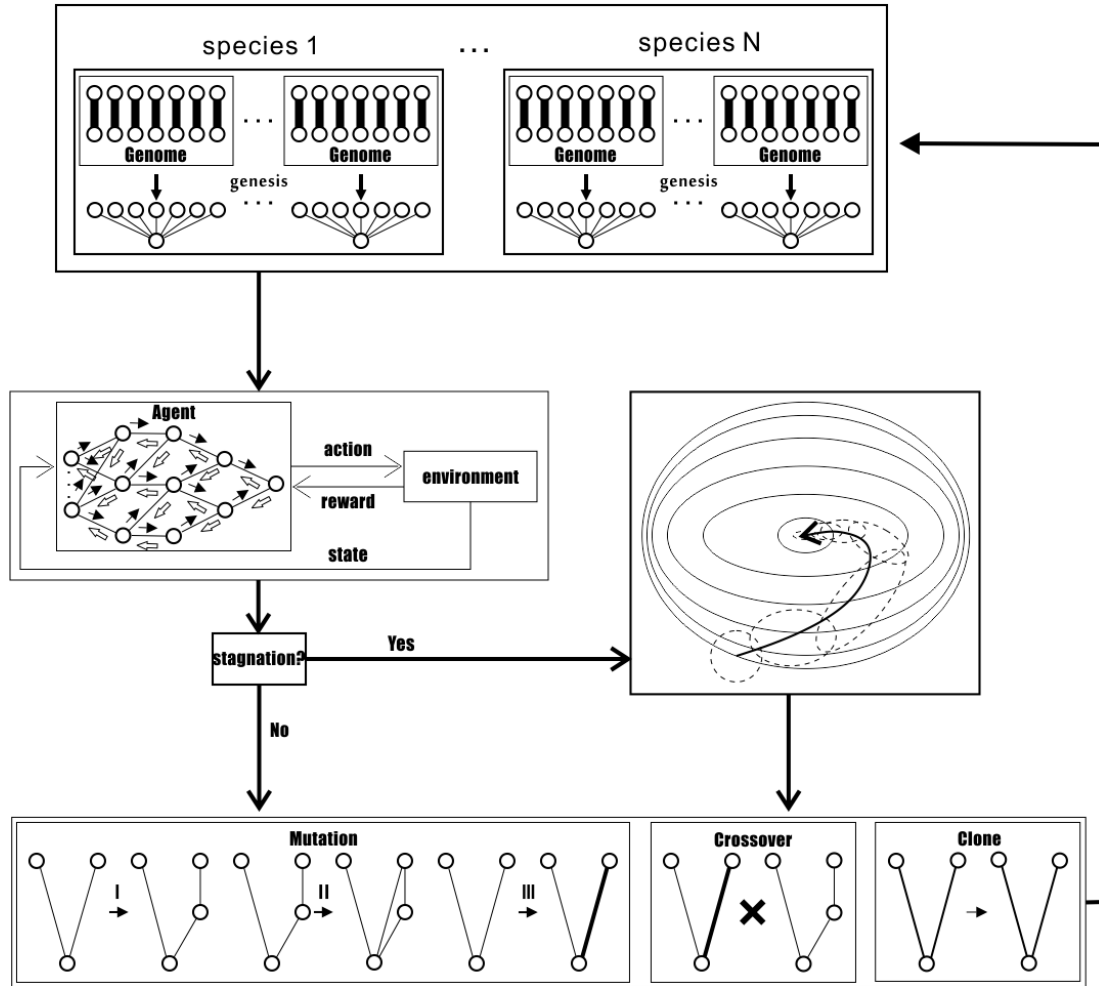 species 1 ... species N
... ...
Genome Genome Genome Genome
genesis genesis
... ...
Agent
action
environment
reward
state
Yes
stagnation?
No
Mutation Crossover Clone
I II III